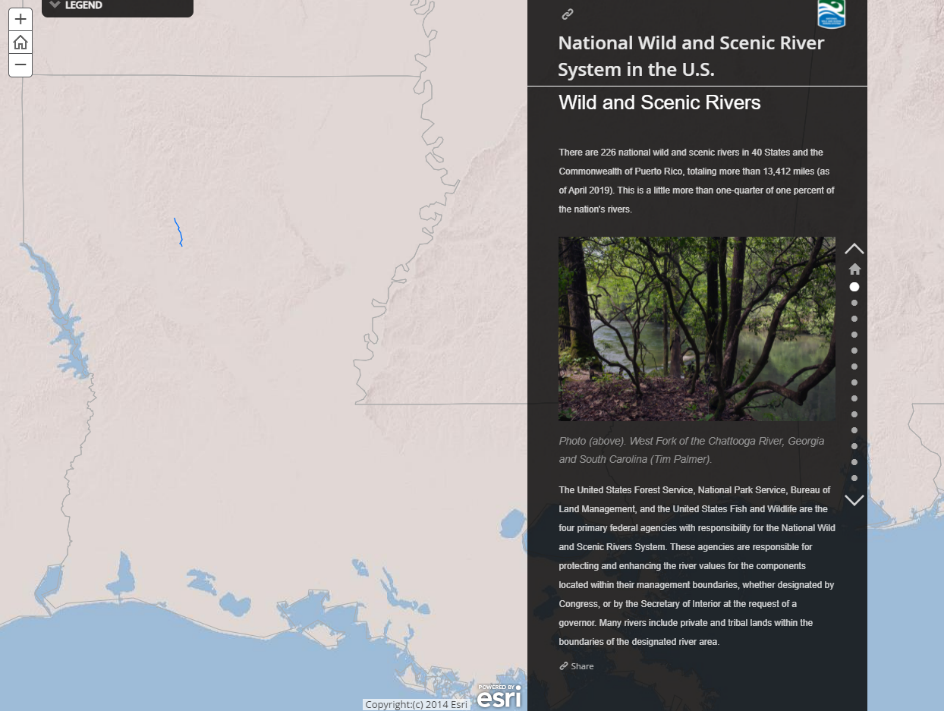 LEGEND
National Wild and Scenic River
System in the U.S.
Wild and Scenic Rivers
There are 226 national wild and scenic rivers in 40 States and the
Commonwealth of Puerto Rico, totaling more than 13,412 miles (as
of April 2019). This is a little more than one-quarter of one percent of
the nation's rivers.
Photo (above). West Fork of the Chattooga River, Georgia
and South Carolina (Tim Palmer).
The United States Forest Service, National Park Service, Bureau of
Land Management, and the United States Fish and Wildlife are the
four primary federal agencies with responsibility for the National Wild
and Scenic Rivers System. These agencies are responsible for
protecting and enhancing the river values for the components
located within their management boundaries, whether designated by
Congress, or by the Secretary of Interior at the request of a
governor. Many rivers include private and tribal lands within the
boundaries of the designated river area.
Share
POWERED BY
esri
Copyright:(c) 2014 Esri